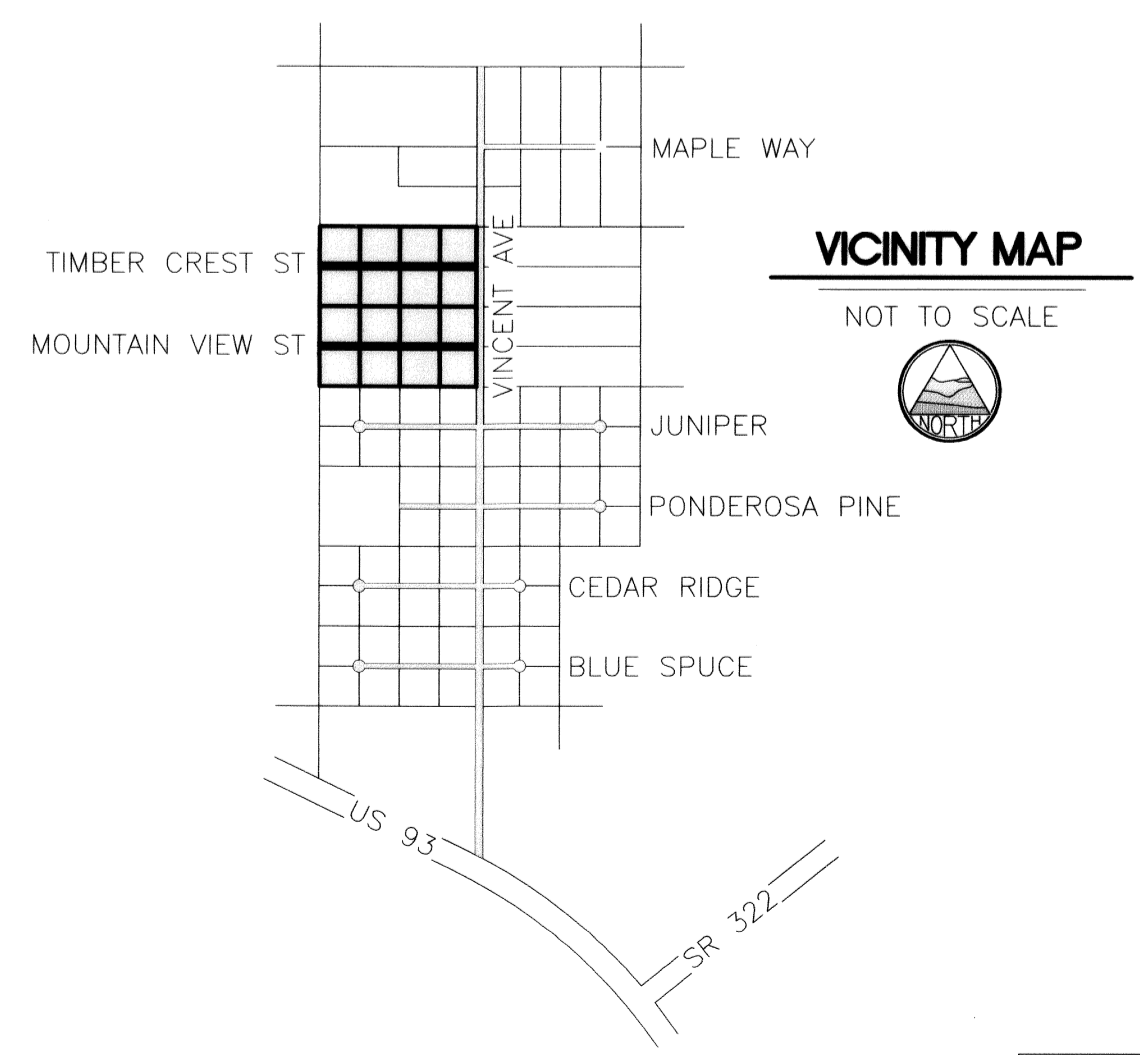 MAPLE WAY
VICINITY MAP
TIMBER CREST ST
VINCENT AVE
NOT TO SCALE
MOUNTAIN VIEW ST
NORTH
JUNIPER
PONDEROSA PINE
CEDAR RIDGE
BLUE SPUCE
US 93
SR 322